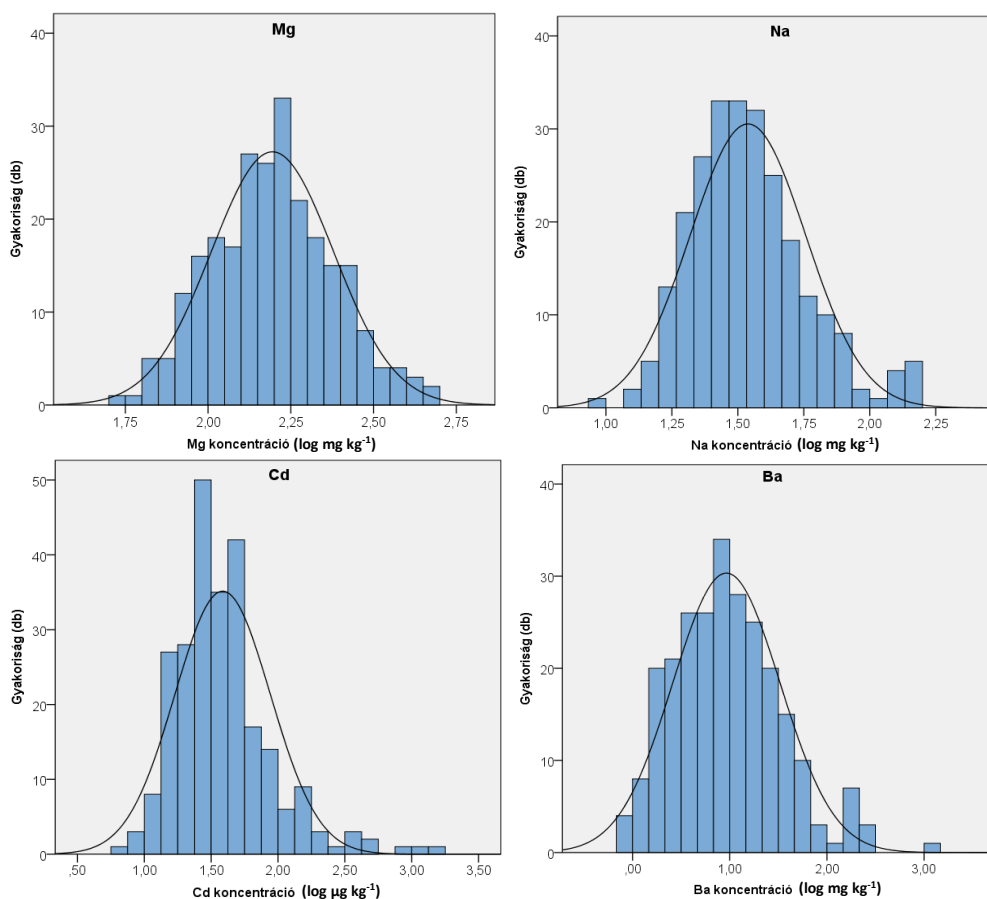 Mg
Gyakoriság (db)
40
30
20
10
0
1,75 2,00 2,25 2,50 2,75
Mg koncentráció (log mg kg⁻¹)
Na
Gyakoriság (db)
40
30
20
10
0
1,00 1,25 1,50 1,75 2,00 2,25
Na koncentráció (log mg kg⁻¹)
Cd
Gyakoriság (db)
50
40
30
20
10
0
,50 1,00 1,50 2,00 2,50 3,00 3,50
Cd koncentráció (log µg kg⁻¹)
Ba
Gyakoriság (db)
40
30
20
10
0
,00 1,00 2,00 3,00
Ba koncentráció (log mg kg⁻¹)